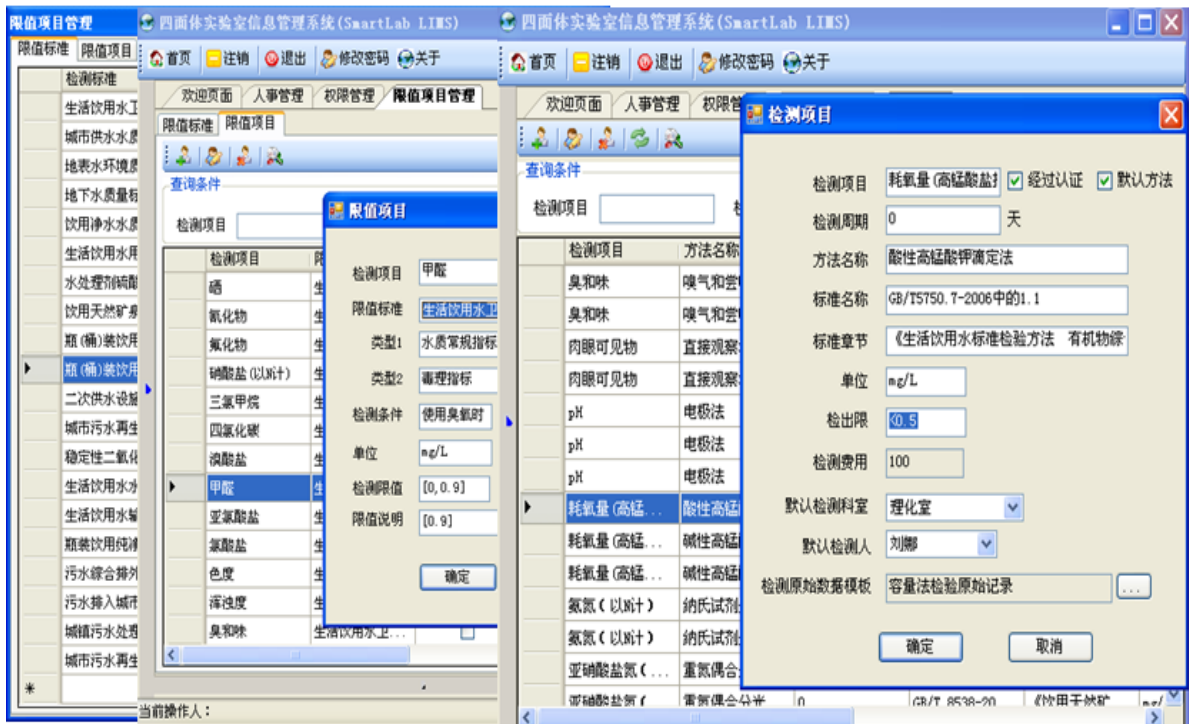 限值项目管理
限值标准 限值项目
检测标准
生活饮用水卫
城市供水水质
地表水环境质
地下水质量标
饮用净水水质
生活饮用水用
水处理剂硫酸
饮用天然矿泉
瓶(桶)装饮用
瓶(桶)装饮用
二次供水设施
城市污水再生
稳定性二氧化
生活饮用水水
生活饮用水输
瓶装饮用纯净
污水综合排外
污水排入城市
城镇污水处理
城市污水再生
四面体实验室信息管理系统(SmartLab LIMS)
首页 注销 退出 修改密码 关于
欢迎页面 人事管理 权限管理 限值项目管理
限值标准 限值项目
查询条件
检测项目
检测项目
硒
氰化物
氟化物
硝酸盐(以N计)
三氯甲烷
四氯化碳
溴酸盐
甲醛
亚氯酸盐
氯酸盐
色度
浑浊度
臭和味 生活饮用水卫...
当前操作人：
限值项目
检测项目 甲醛
限值标准 生活饮用水卫
类型1 水质常规指标
类型2 毒理指标
检测条件 使用臭氧时
单位 mg/L
检测限值 [0,0.9]
限值说明 [0.9]
确定
四面体实验室信息管理系统(SmartLab LIMS)
首页 注销 退出 修改密码 关于
欢迎页面 人事管理 权限管
查询条件
检测项目
检测项目 方法名称
臭和味 嗅气和尝
臭和味 嗅气和尝
肉眼可见物 直接观察
肉眼可见物 直接观察
pH 电极法
pH 电极法
pH 电极法
耗氧量(高锰... 酸性高锰
耗氧量(高锰... 碱性高锰
耗氧量(高锰... 碱性高锰
氨氮(以N计) 纳氏试剂
氨氮(以N计) 纳氏试剂
亚硝酸盐氮(... 重氮偶合
亚硝酸盐氮( 重氮偶合分光 0 GB/T 8538-20 《饮用天然矿 mg/
检测项目
检测项目 耗氧量(高锰酸盐指 经过认证 默认方法
检测周期 0 天
方法名称 酸性高锰酸钾滴定法
标准名称 GB/T5750.7-2006中的1.1
标准章节 《生活饮用水标准检验方法 有机物综
单位 mg/L
检出限 <0.5
检测费用 100
默认检测科室 理化室
默认检测人 刘娜
检测原始数据模板 容量法检验原始记录 ...
确定 取消